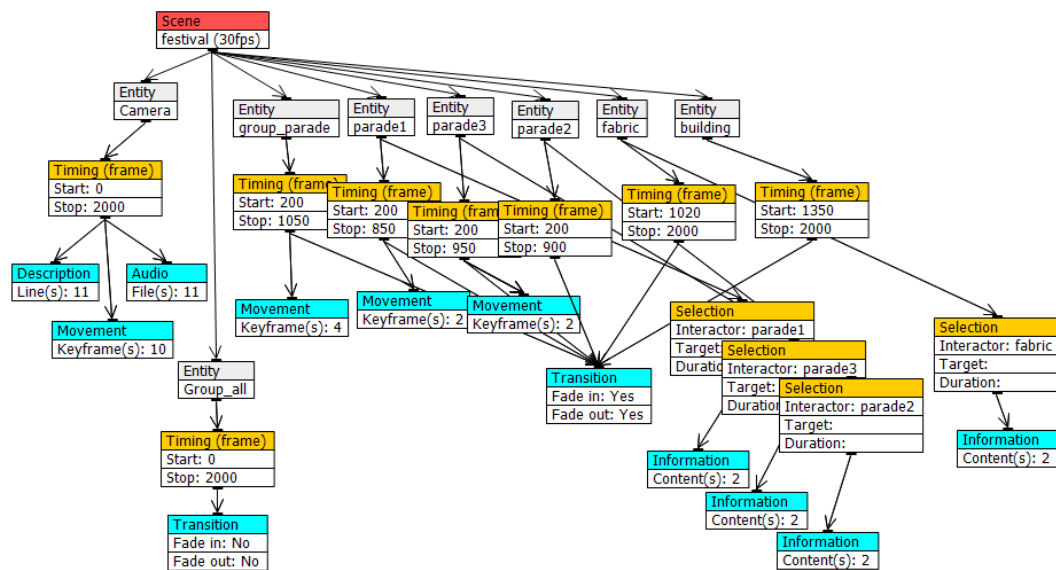 Scene
festival (30fps)
Entity
Camera
Entity
group_parade
Entity
parade1
Entity
parade3
Entity
parade2
Entity
fabric
Entity
building
Timing (frame)
Start: 0
Stop: 2000
Timing (frame)
Start: 200
Stop: 1050
Timing (frame)
Start: 200
Stop: 850
Timing (fram
Start: 200
Stop: 950
Timing (frame)
Start: 200
Stop: 900
Timing (frame)
Start: 1020
Stop: 2000
Timing (frame)
Start: 1350
Stop: 2000
Description
Line(s): 11
Audio
File(s): 11
Movement
Keyframe(s): 10
Movement
Keyframe(s): 4
Movement
Keyframe(s): 2
Movement
Keyframe(s): 2
Selection
Interactor: parade1
Target:
Duration:
Selection
Interactor: parade3
Target:
Duration:
Selection
Interactor: parade2
Target:
Duration:
Selection
Interactor: fabric
Target:
Duration:
Entity
Group_all
Transition
Fade in: Yes
Fade out: Yes
Timing (frame)
Start: 0
Stop: 2000
Information
Content(s): 2
Information
Content(s): 2
Information
Content(s): 2
Information
Content(s): 2
Transition
Fade in: No
Fade out: No